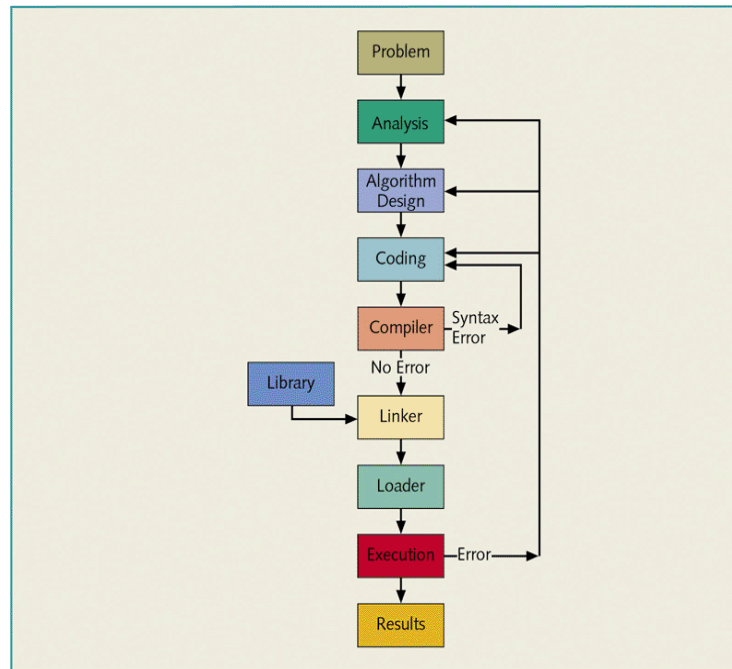 Problem
Analysis
Algorithm
Design
Coding
Compiler
Syntax
Error
No Error
Library
Linker
Loader
Execution
Error
Results